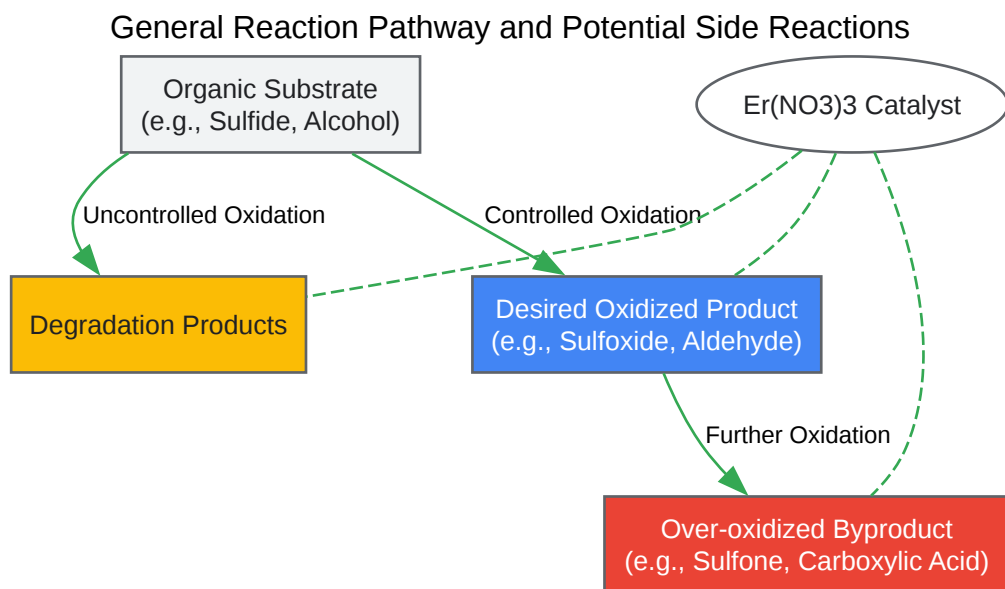 General Reaction Pathway and Potential Side Reactions
Organic Substrate
(e.g., Sulfide, Alcohol)
Er(NO3)3 Catalyst
Uncontrolled Oxidation
Controlled Oxidation
Degradation Products
Desired Oxidized Product
(e.g., Sulfoxide, Aldehyde)
Further Oxidation
Over-oxidized Byproduct
(e.g., Sulfone, Carboxylic Acid)